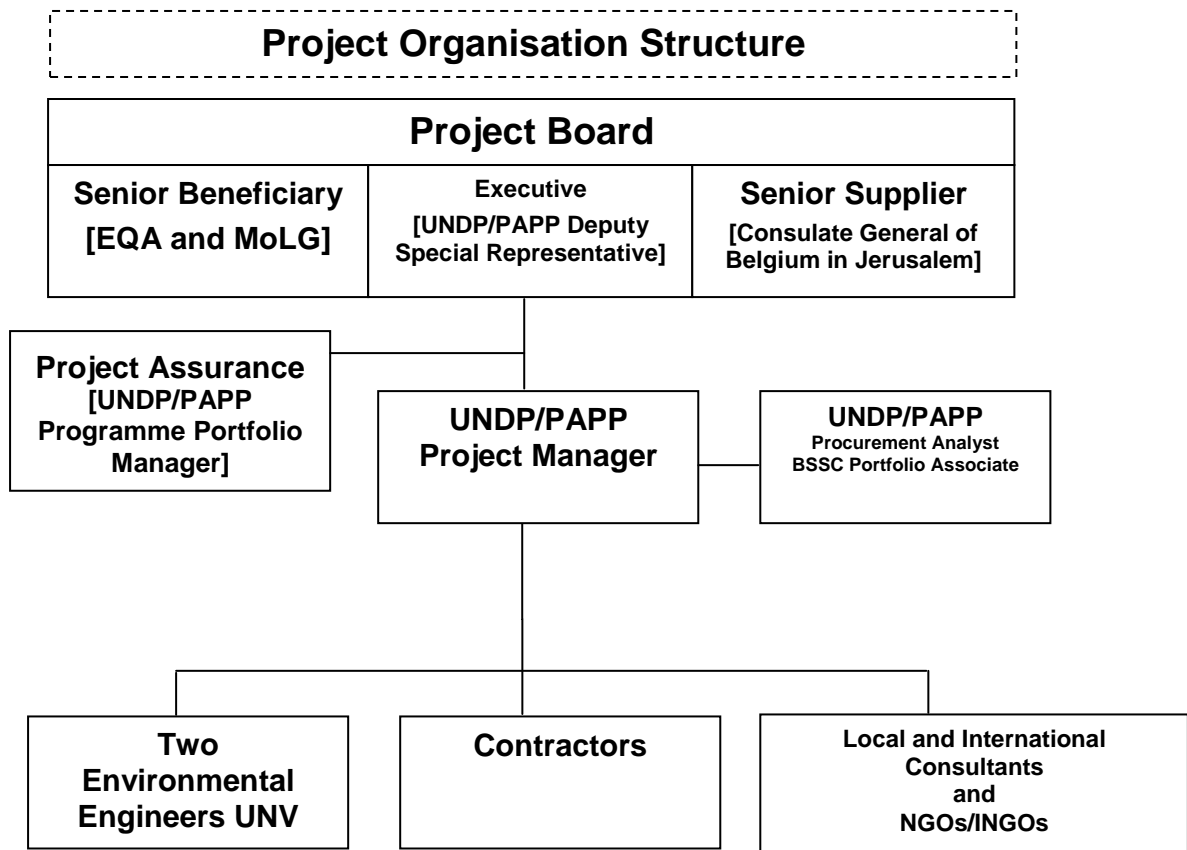 Project Organisation Structure
Project Board
Senior Beneficiary
[EQA and MoLG]
Executive
[UNDP/PAPP Deputy
Special Representative]
Senior Supplier
[Consulate General of
Belgium in Jerusalem]
Project Assurance
[UNDP/PAPP
Programme Portfolio
Manager]
UNDP/PAPP
Project Manager
UNDP/PAPP
Procurement Analyst
BSSC Portfolio Associate
Two
Environmental
Engineers UNV
Contractors
Local and International
Consultants
and
NGOs/INGOs